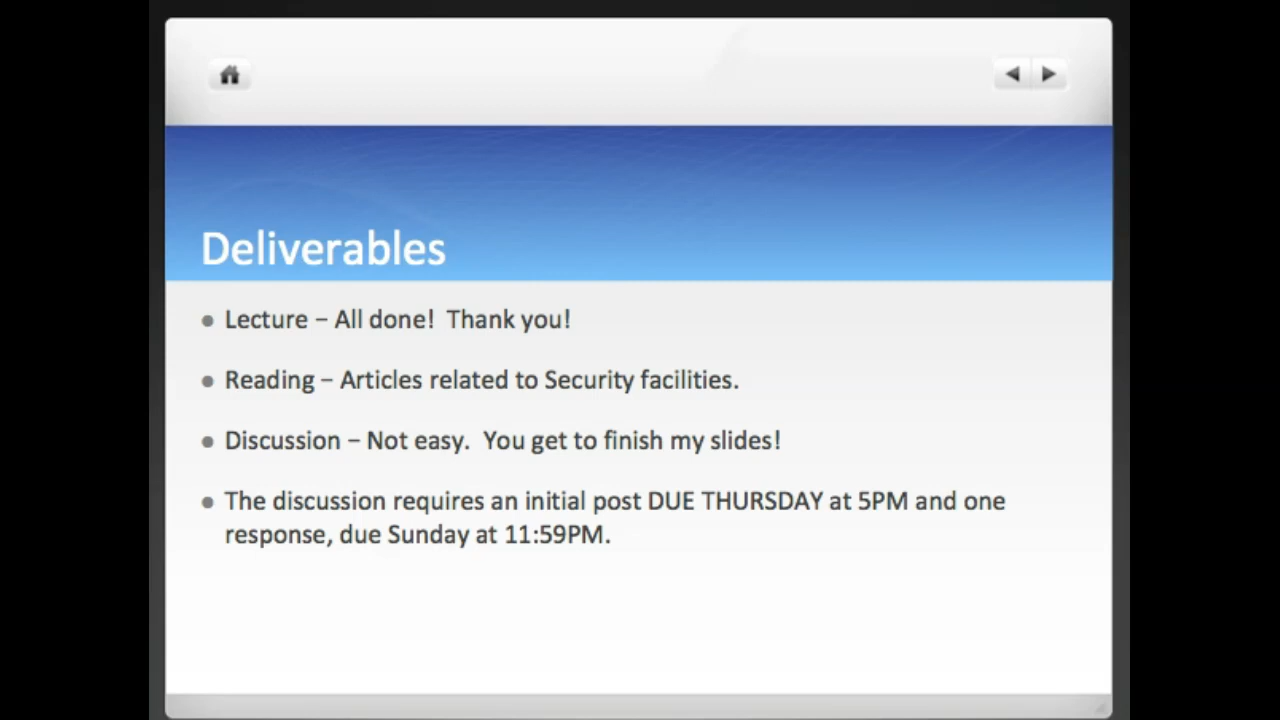 Deliverables
Lecture – All done!  Thank you!
Reading – Articles related to Security facilities.
Discussion – Not easy.  You get to finish my slides!
The discussion requires an initial post DUE THURSDAY at 5PM and one
response, due Sunday at 11:59PM.